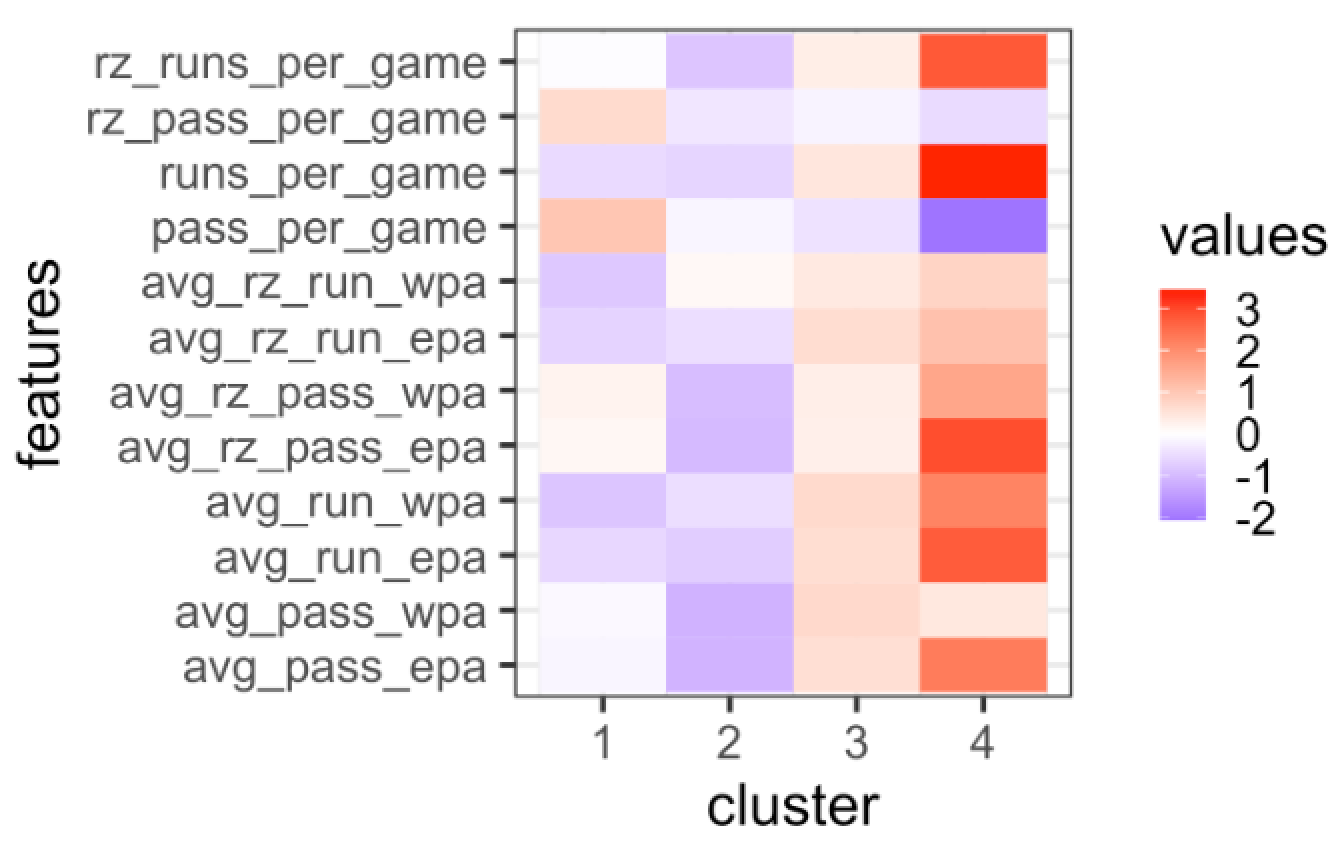 rz_runs_per_game
rz_pass_per_game
runs_per_game
pass_per_game
avg_rz_run_wpa
avg_rz_run_epa
avg_rz_pass_wpa
avg_rz_pass_epa
avg_run_wpa
avg_run_epa
avg_pass_wpa
avg_pass_epa
features
1 2 3 4
cluster
values
3
2
1
0
-1
-2